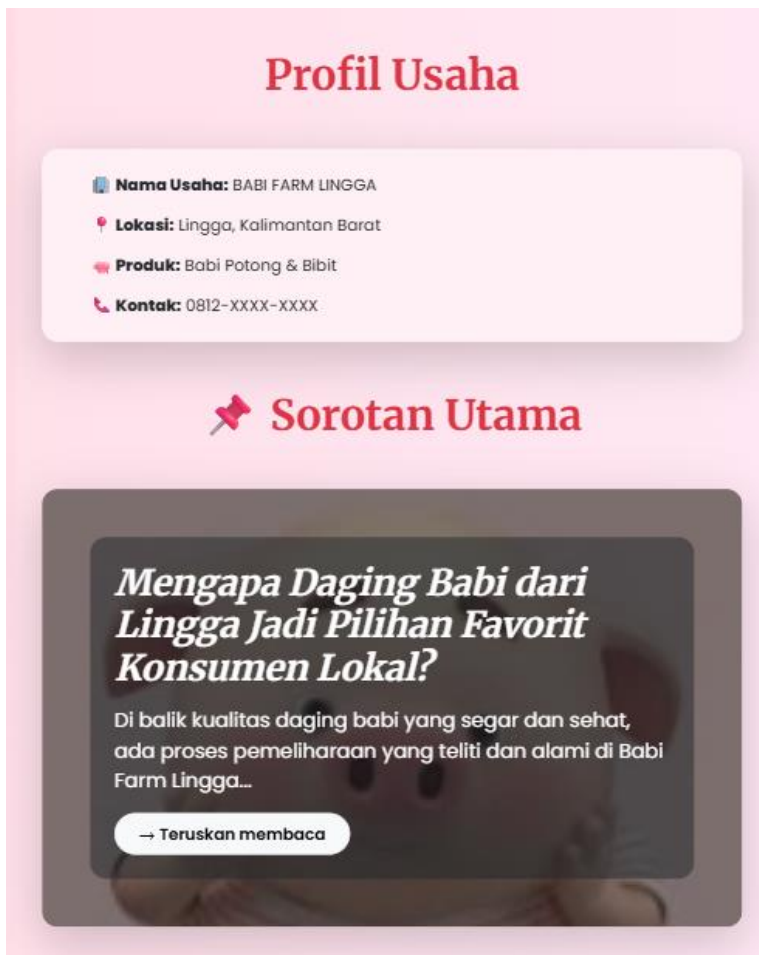 Profil Usaha
Nama Usaha: BABI FARM LINGGA
Lokasi: Lingga, Kalimantan Barat
Produk: Babi Potong & Bibit
Kontak: 0812-XXXX-XXXX
Sorotan Utama
Mengapa Daging Babi dari
Lingga Jadi Pilihan Favorit
Konsumen Lokal?
Di balik kualitas daging babi yang segar dan sehat,
ada proses pemeliharaan yang teliti dan alami di Babi
Farm Lingga...
→ Teruskan membaca